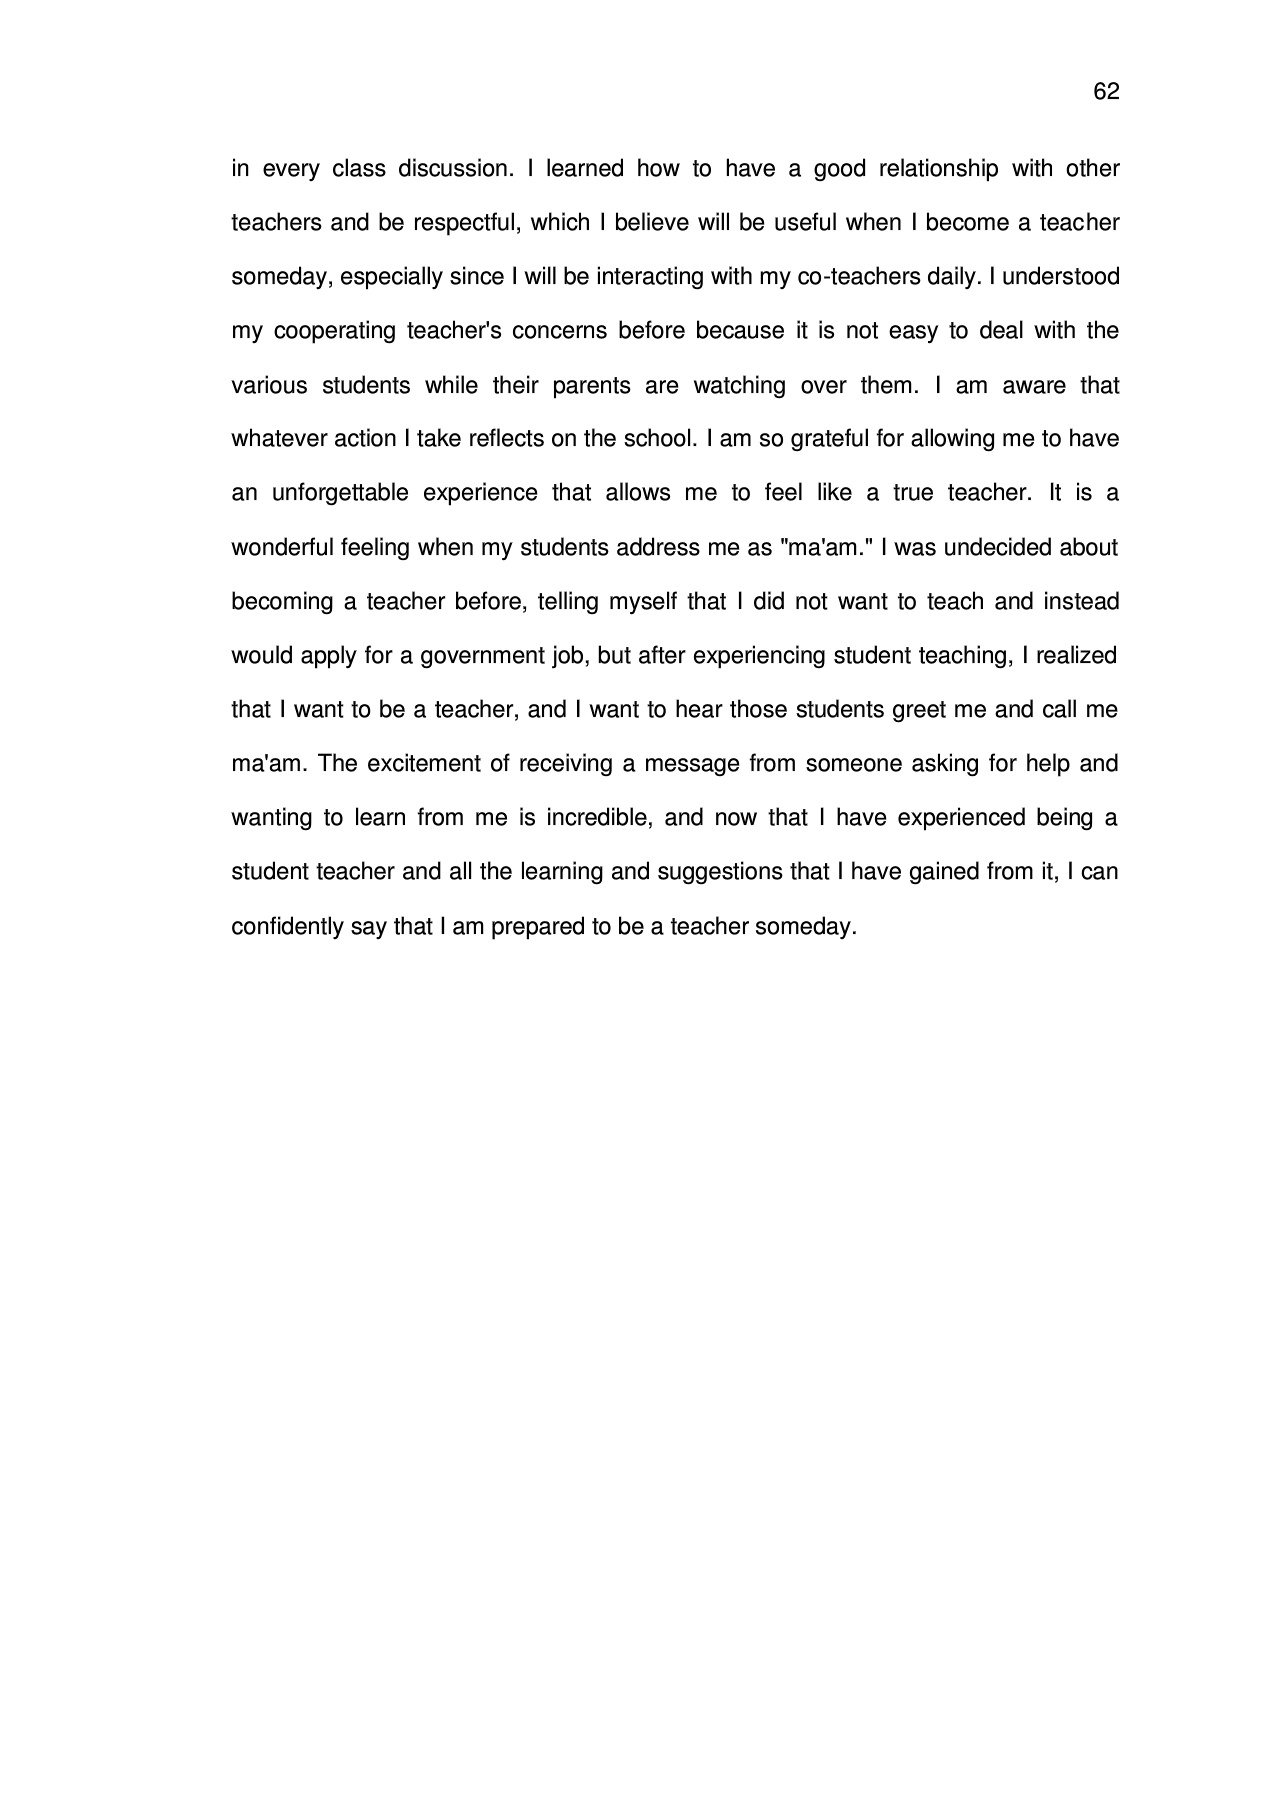 62
in every class discussion. I learned how to have a good relationship with other
teachers and be respectful, which I believe will be useful when I become a teacher
someday, especially since I will be interacting with my co-teachers daily. I understood
my cooperating teacher's concerns before because it is not easy to deal with the
various students while their parents are watching over them. I am aware that
whatever action I take reflects on the school. I am so grateful for allowing me to have
an unforgettable experience that allows me to feel like a true teacher. It is a
wonderful feeling when my students address me as "ma'am." I was undecided about
becoming a teacher before, telling myself that I did not want to teach and instead
would apply for a government job, but after experiencing student teaching, I realized
that I want to be a teacher, and I want to hear those students greet me and call me
ma'am. The excitement of receiving a message from someone asking for help and
wanting to learn from me is incredible, and now that I have experienced being a
student teacher and all the learning and suggestions that I have gained from it, I can
confidently say that I am prepared to be a teacher someday.